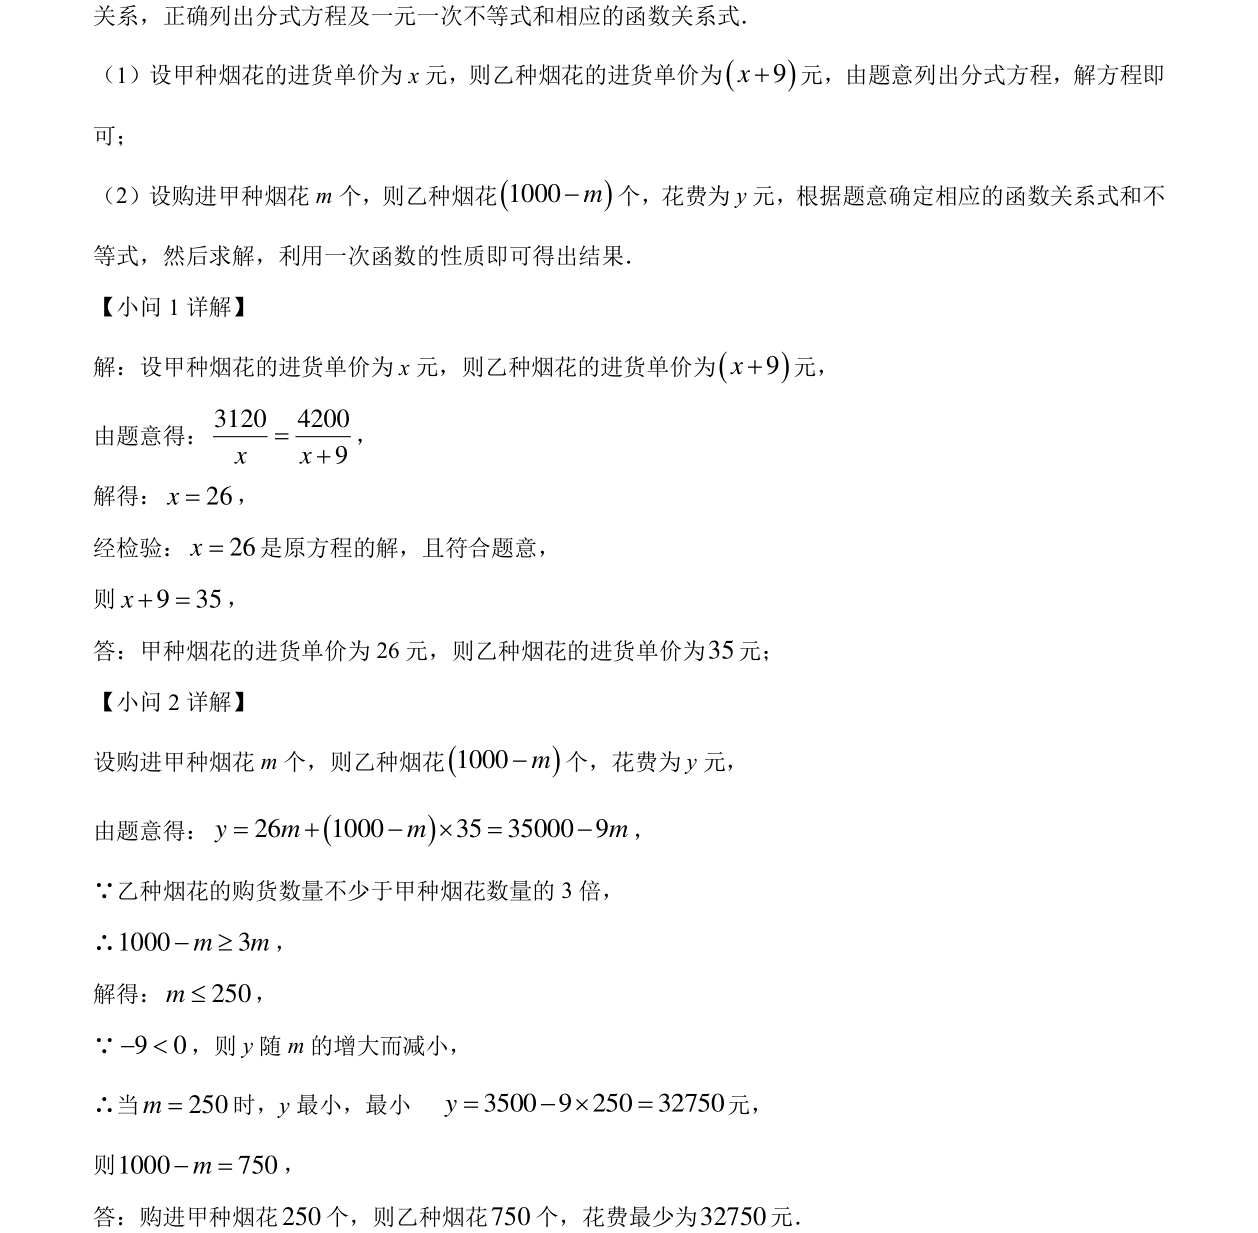 关系，正确列出分式方程及一元一次不等式和相应的函数关系式．
（1）设甲种烟花的进货单价为 x 元，则乙种烟花的进货单价为(x+9)元，由题意列出分式方程，解方程即
可；
（2）设购进甲种烟花 m 个，则乙种烟花(1000−m)个，花费为 y 元，根据题意确定相应的函数关系式和不
等式，然后求解，利用一次函数的性质即可得出结果．
【小问 1 详解】
解：设甲种烟花的进货单价为 x 元，则乙种烟花的进货单价为(x+9)元，
由题意得：3120/x = 4200/(x+9)，
解得：x=26，
经检验：x=26是原方程的解，且符合题意，
则x+9=35，
答：甲种烟花的进货单价为 26 元，则乙种烟花的进货单价为35元；
【小问 2 详解】
设购进甲种烟花 m 个，则乙种烟花(1000−m)个，花费为 y 元，
由题意得：y=26m+(1000−m)×35=35000−9m，
∵乙种烟花的购货数量不少于甲种烟花数量的 3 倍，
∴1000−m≥3m，
解得：m≤250，
∵−9<0，则 y 随 m 的增大而减小，
∴当m=250时，y 最小，最小 y=3500−9×250=32750元，
则1000−m=750，
答：购进甲种烟花250个，则乙种烟花750个，花费最少为32750元．